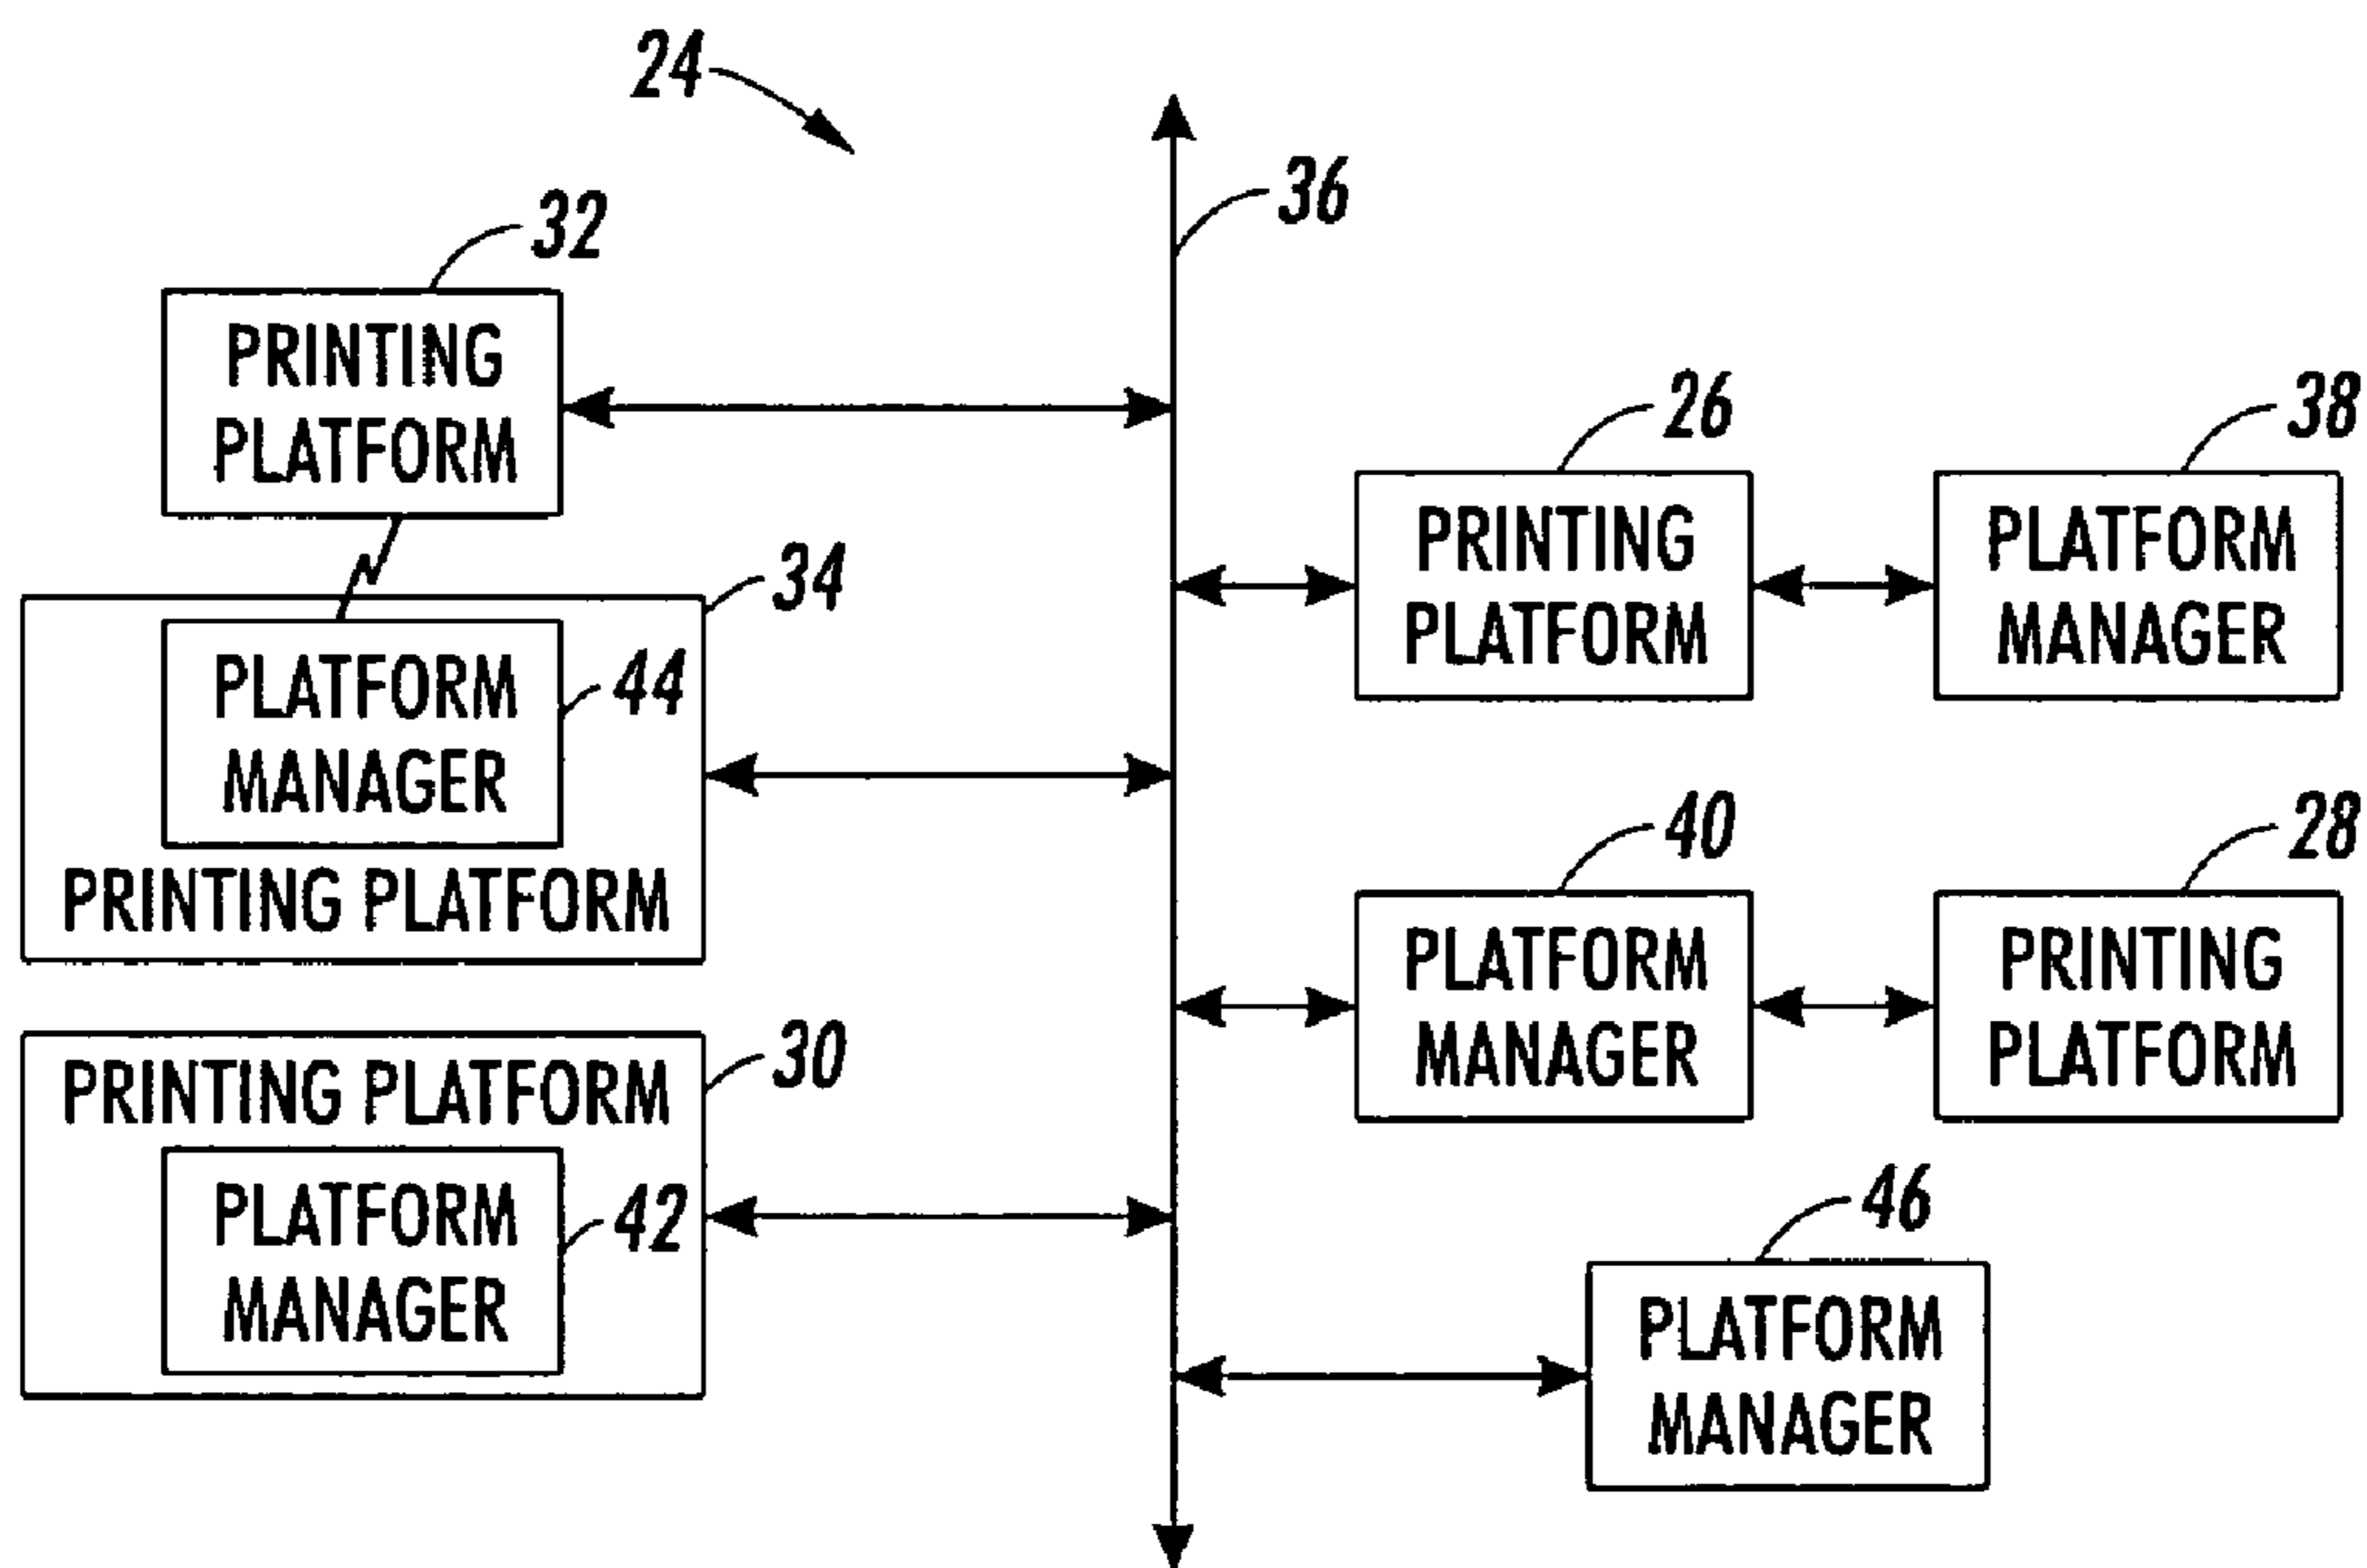 24
36
32
PRINTING
PLATFORM
26
38
PRINTING
PLATFORM
PLATFORM
MANAGER
34
PLATFORM
MANAGER
44
PRINTING PLATFORM
40
28
PLATFORM
MANAGER
PRINTING
PLATFORM
30
PRINTING PLATFORM
PLATFORM
MANAGER
42
46
PLATFORM
MANAGER